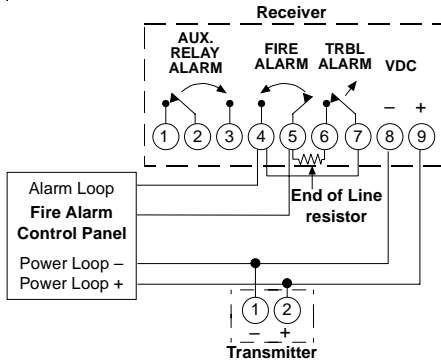 Receiver
AUX.
RELAY
ALARM
FIRE
ALARM
TRBL
ALARM
VDC
– +
1 2 3 4 5 6 7 8 9
End of Line
resistor
Alarm Loop
Fire Alarm
Control Panel
Power Loop –
Power Loop +
1 2
– +
Transmitter